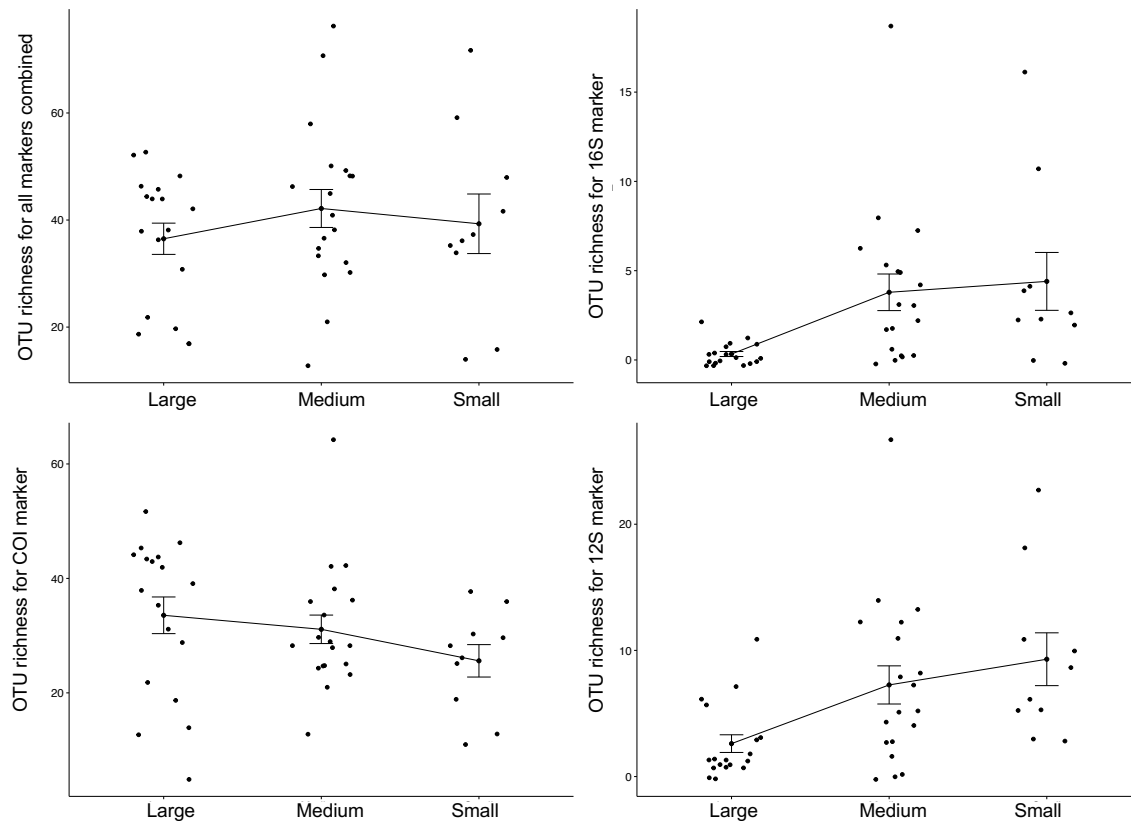 OTU richness for all markers combined
60
40
20
Large Medium Small
OTU richness for 16S marker
15
10
5
0
Large Medium Small
OTU richness for COI marker
60
40
20
Large Medium Small
OTU richness for 12S marker
20
10
0
Large Medium Small